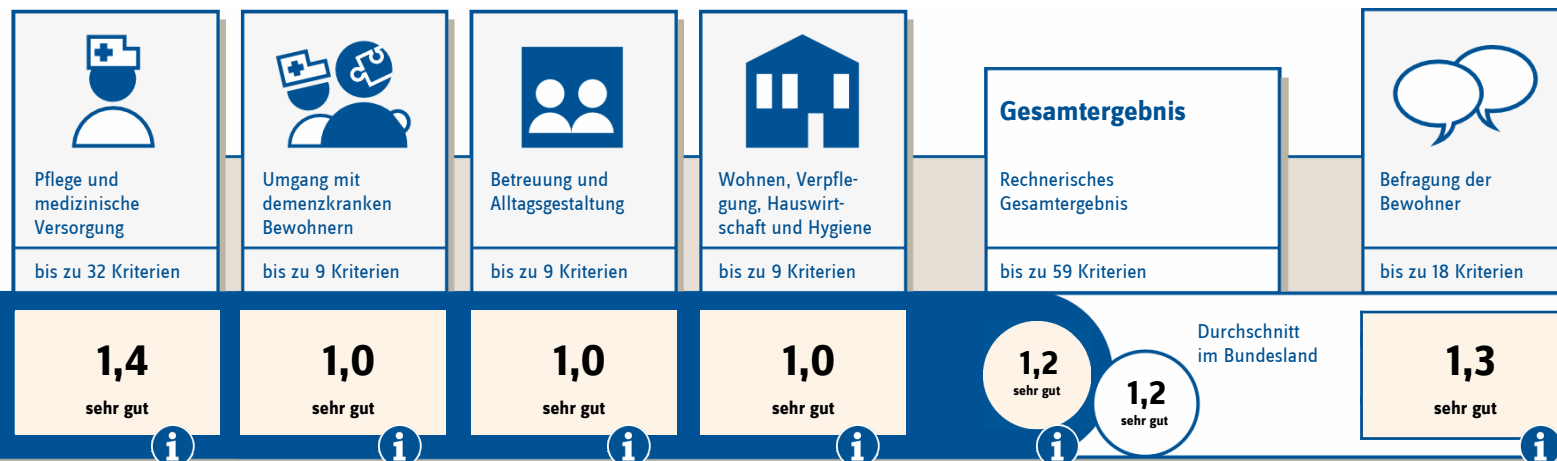 Pflege und
medizinische
Versorgung
bis zu 32 Kriterien
1,4
sehr gut
i
Umgang mit
demenzkranken
Bewohnern
bis zu 9 Kriterien
1,0
sehr gut
i
Betreuung und
Alltagsgestaltung
bis zu 9 Kriterien
1,0
sehr gut
i
Wohnen, Verpfle-
gung, Hauswirt-
schaft und Hygiene
bis zu 9 Kriterien
1,0
sehr gut
i
Gesamtergebnis
Rechnerisches
Gesamtergebnis
bis zu 59 Kriterien
1,2
sehr gut
i
Durchschnitt
im Bundesland
1,2
sehr gut
Befragung der
Bewohner
bis zu 18 Kriterien
1,3
sehr gut
i